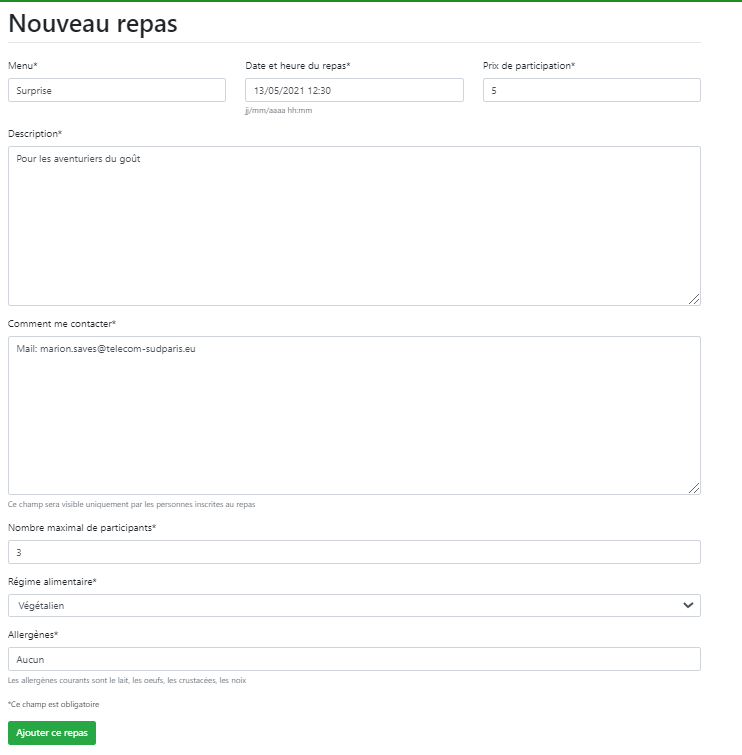 Nouveau repas
Menu* Date et heure du repas* Prix de participation*
Surprise 13/05/2021 12:30 5
jj/mm/aaaa hh:mm
Description*
Pour les aventuriers du goût
Comment me contacter*
Mail: marion.saves@telecom-sudparis.eu
Ce champ sera visible uniquement par les personnes inscrites au repas
Nombre maximal de participants*
3
Régime alimentaire*
Végétalien
Allergènes*
Aucun
Les allergènes courants sont le lait, les oeufs, les crustacées, les noix
*Ce champ est obligatoire
Ajouter ce repas